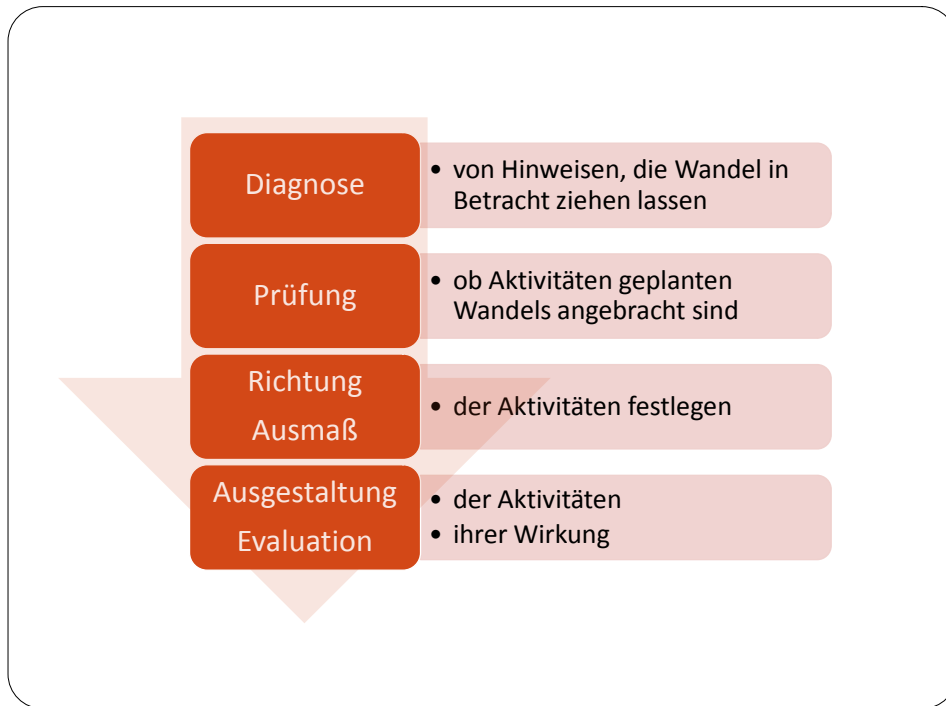 Diagnose
• von Hinweisen, die Wandel in
Betracht ziehen lassen
Prüfung
• ob Aktivitäten geplanten
Wandels angebracht sind
Richtung
Ausmaß
• der Aktivitäten festlegen
Ausgestaltung
Evaluation
• der Aktivitäten
• ihrer Wirkung